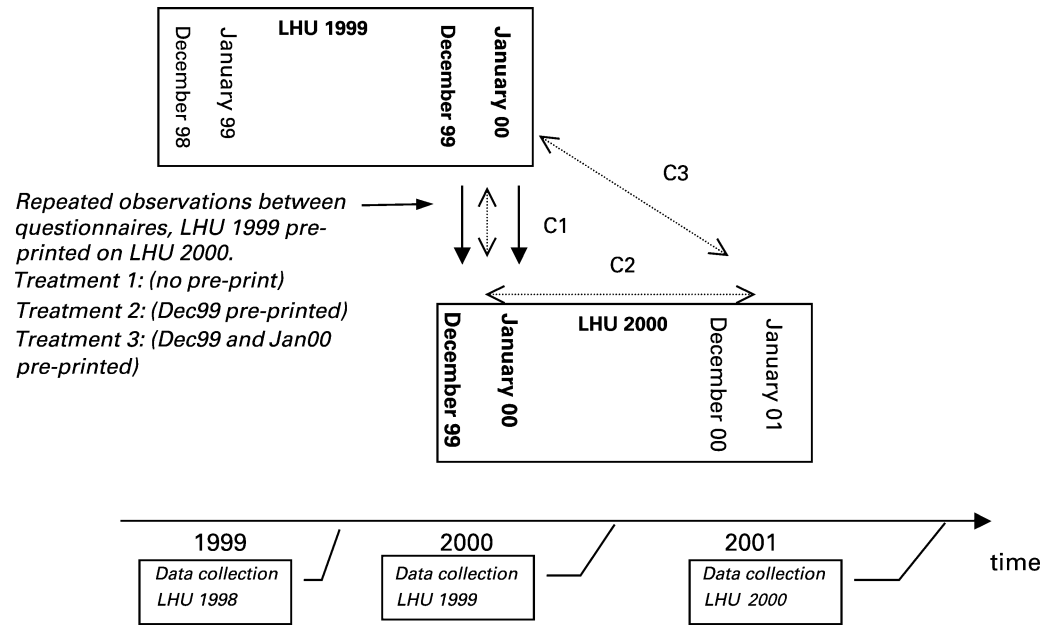 LHU 1999
December 98
January 99
December 99
January 00
C3
Repeated observations between
questionnaires, LHU 1999 pre-
printed on LHU 2000.
Treatment 1: (no pre-print)
Treatment 2: (Dec99 pre-printed)
Treatment 3: (Dec99 and Jan00
pre-printed)
C1
C2
LHU 2000
December 99
January 00
December 00
January 01
1999
2000
2001
time
Data collection
LHU 1998
Data collection
LHU 1999
Data collection
LHU 2000